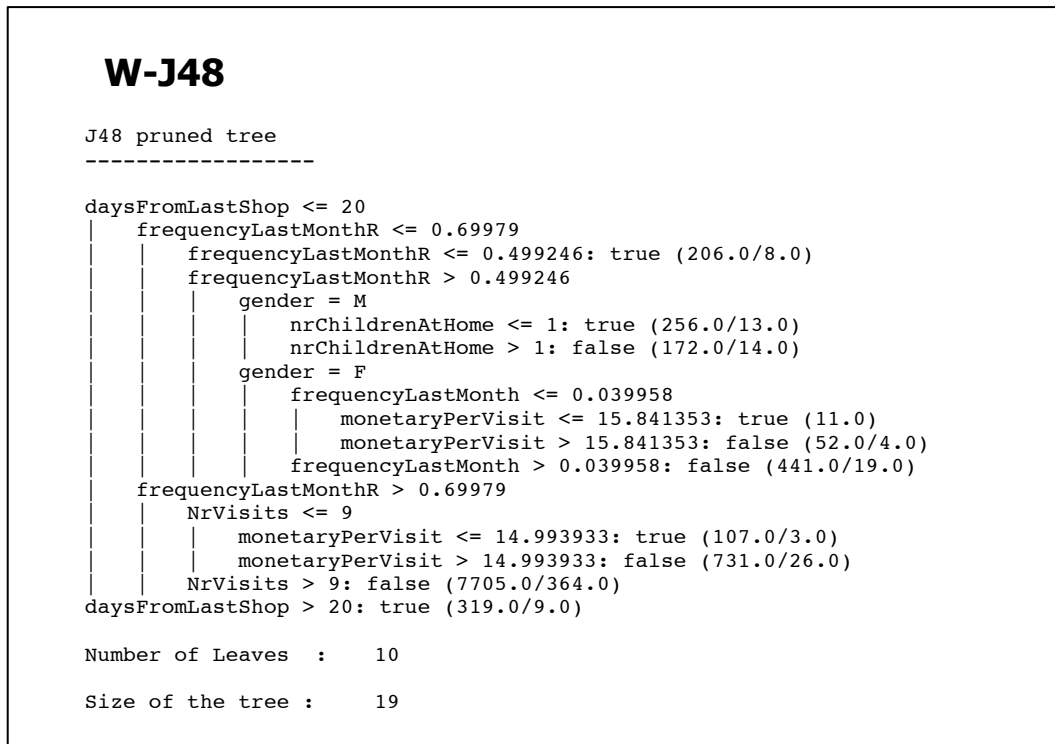 W-J48
J48 pruned tree
------------------
daysFromLastShop <= 20
|   frequencyLastMonthR <= 0.69979
|   |   frequencyLastMonthR <= 0.499246: true (206.0/8.0)
|   |   frequencyLastMonthR > 0.499246
|   |   |   gender = M
|   |   |   |   nrChildrenAtHome <= 1: true (256.0/13.0)
|   |   |   |   nrChildrenAtHome > 1: false (172.0/14.0)
|   |   |   gender = F
|   |   |   |   frequencyLastMonth <= 0.039958
|   |   |   |   |   monetaryPerVisit <= 15.841353: true (11.0)
|   |   |   |   |   monetaryPerVisit > 15.841353: false (52.0/4.0)
|   |   |   |   frequencyLastMonth > 0.039958: false (441.0/19.0)
|   frequencyLastMonthR > 0.69979
|   |   NrVisits <= 9
|   |   |   monetaryPerVisit <= 14.993933: true (107.0/3.0)
|   |   |   monetaryPerVisit > 14.993933: false (731.0/26.0)
|   |   NrVisits > 9: false (7705.0/364.0)
daysFromLastShop > 20: true (319.0/9.0)
Number of Leaves  :    10
Size of the tree :    19